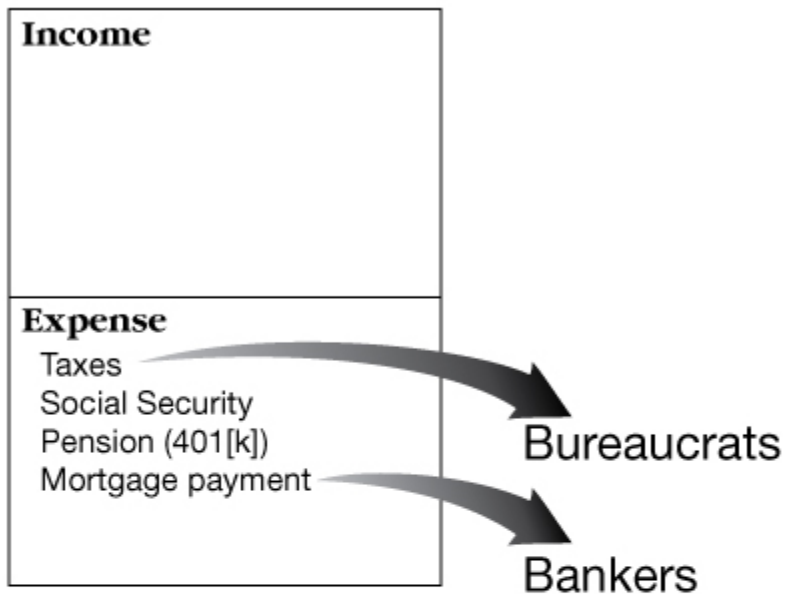 Income
Expense
Taxes
Social Security
Pension (401[k])
Mortgage payment
Bureaucrats
Bankers